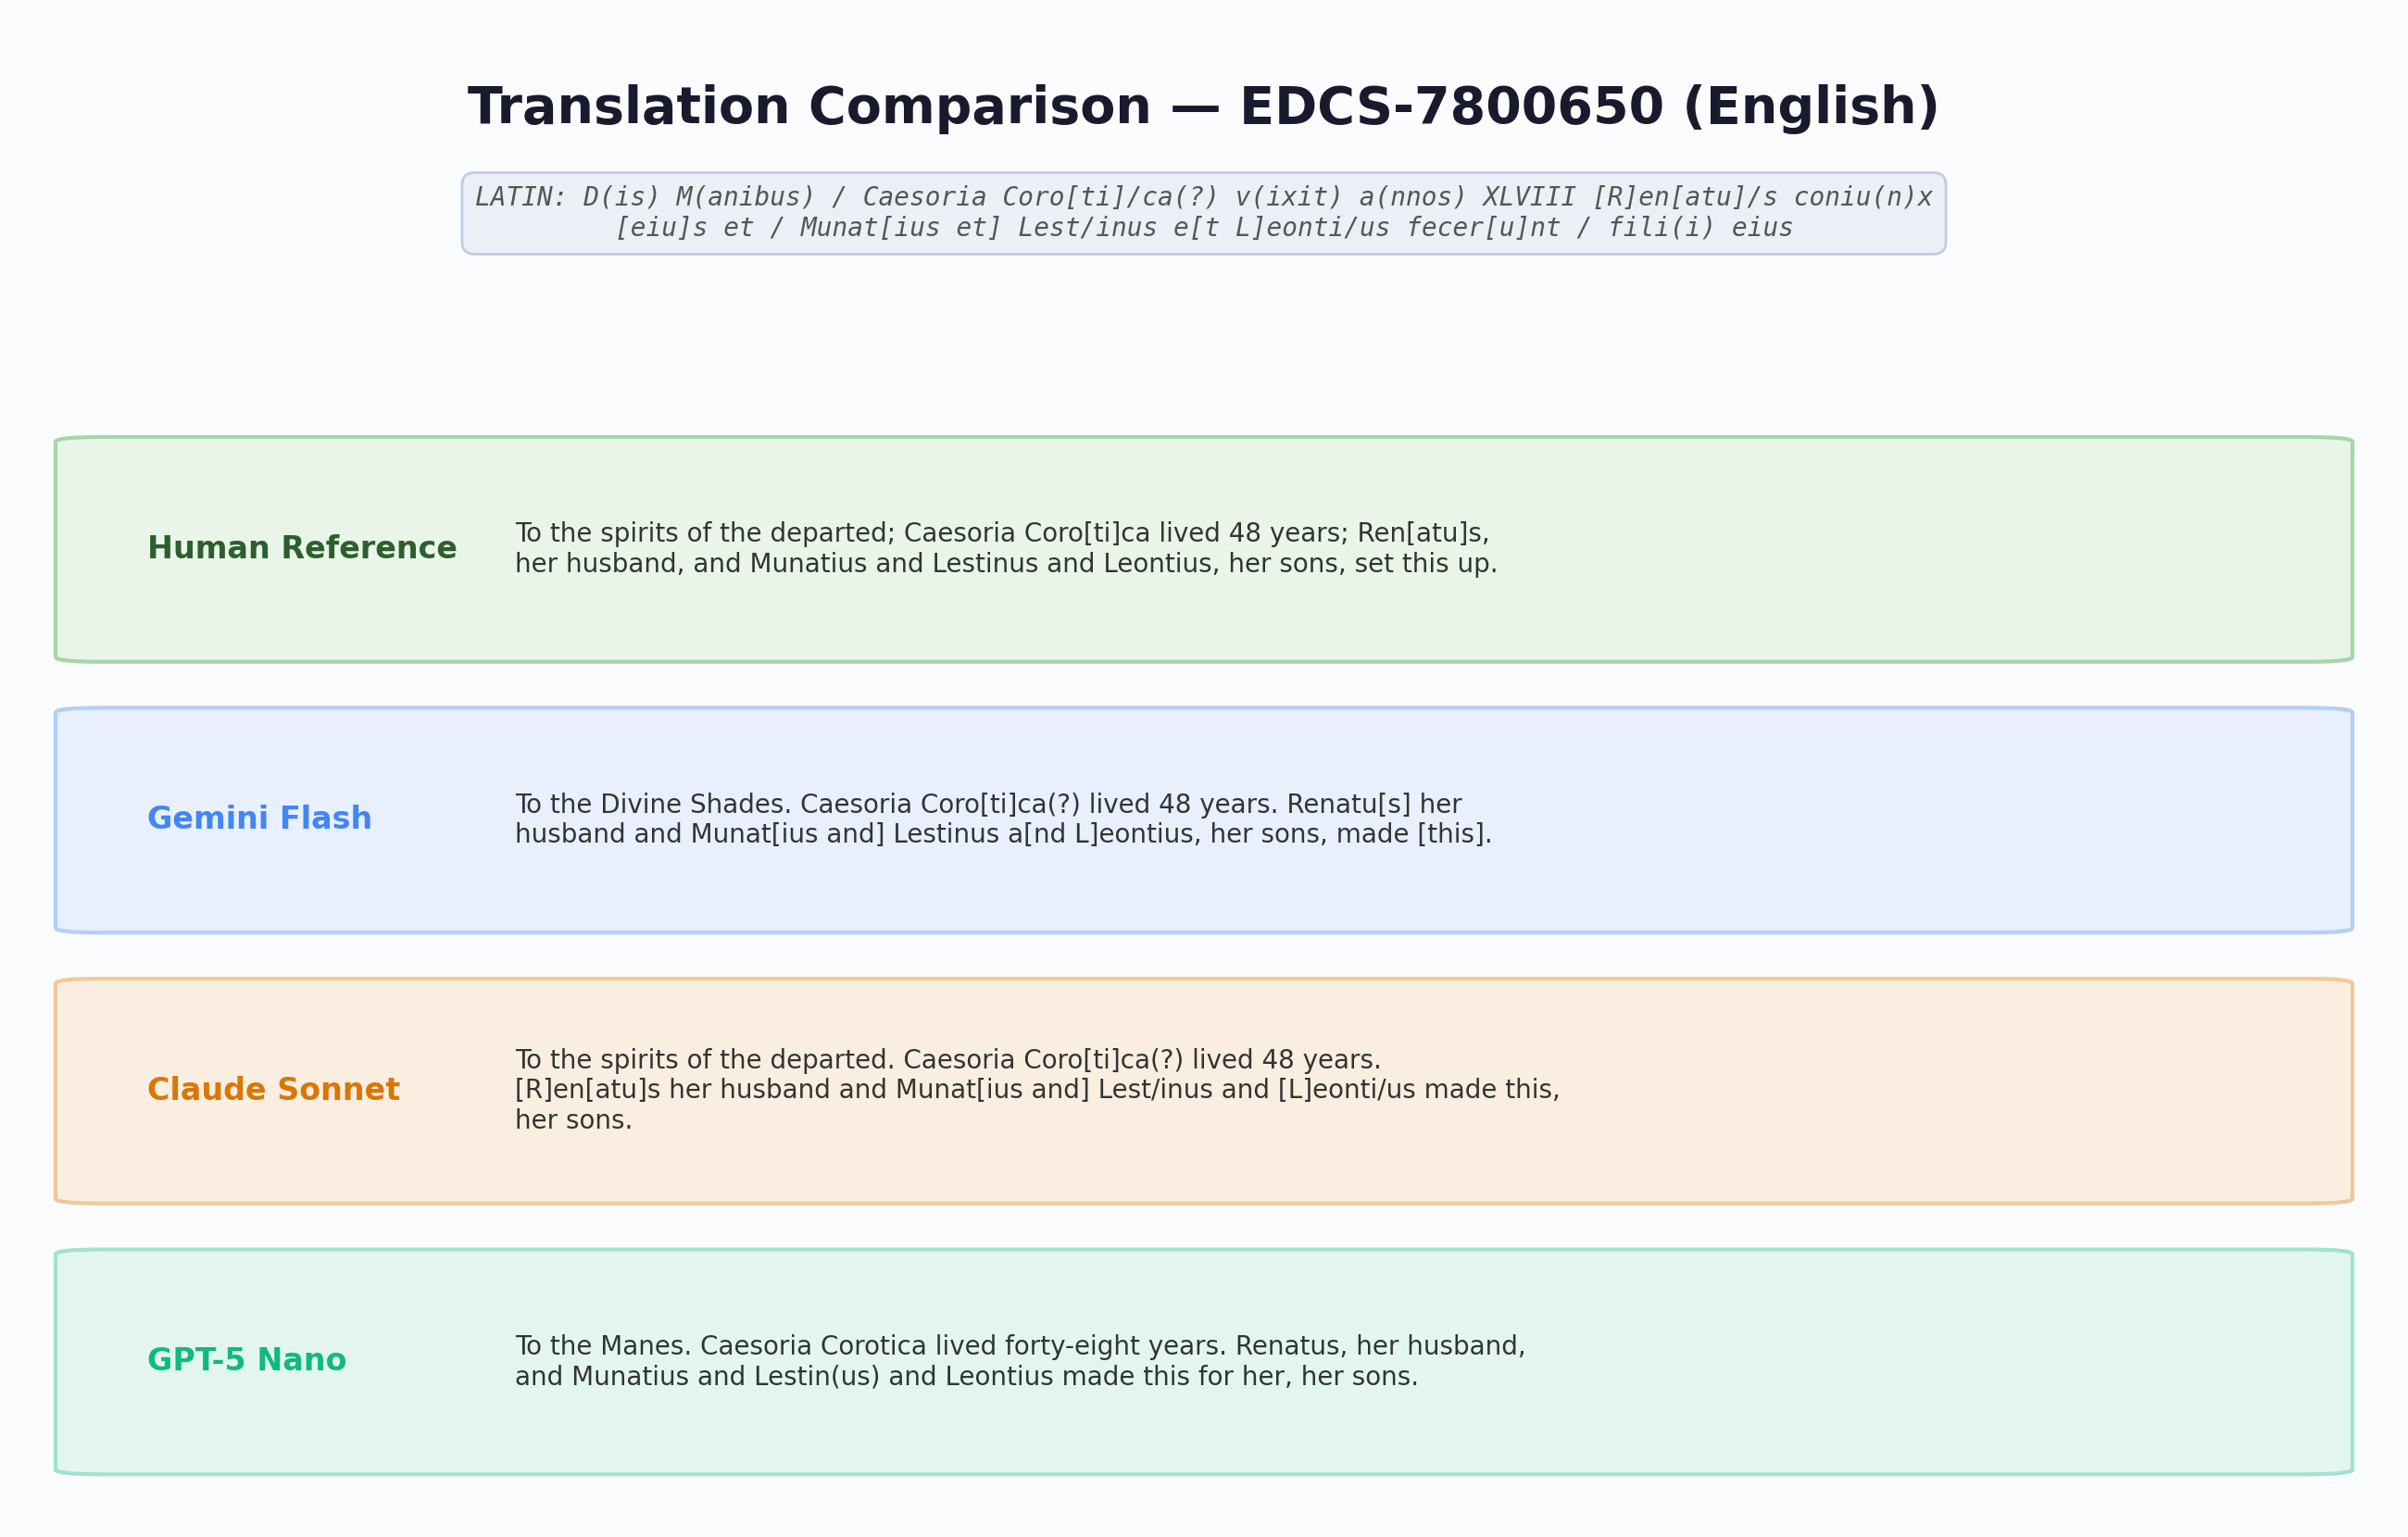 Translation Comparison — EDCS-7800650 (English)
LATIN: D(is) M(anibus) / Caesoria Coro[ti]/ca(?) v(ixit) a(nnos) XLVIII [R]en[atu]/s coniu(n)x
[eiu]s et / Munat[ius et] Lest/inus e[t L]eonti/us fecer[u]nt / fili(i) eius
Human Reference
To the spirits of the departed; Caesoria Coro[ti]ca lived 48 years; Ren[atu]s,
her husband, and Munatius and Lestinus and Leontius, her sons, set this up.
Gemini Flash
To the Divine Shades. Caesoria Coro[ti]ca(?) lived 48 years. Renatu[s] her
husband and Munat[ius and] Lestinus a[nd L]eontius, her sons, made [this].
Claude Sonnet
To the spirits of the departed. Caesoria Coro[ti]ca(?) lived 48 years.
[R]en[atu]s her husband and Munat[ius and] Lest/inus and [L]eonti/us made this,
her sons.
GPT-5 Nano
To the Manes. Caesoria Corotica lived forty-eight years. Renatus, her husband,
and Munatius and Lestin(us) and Leontius made this for her, her sons.